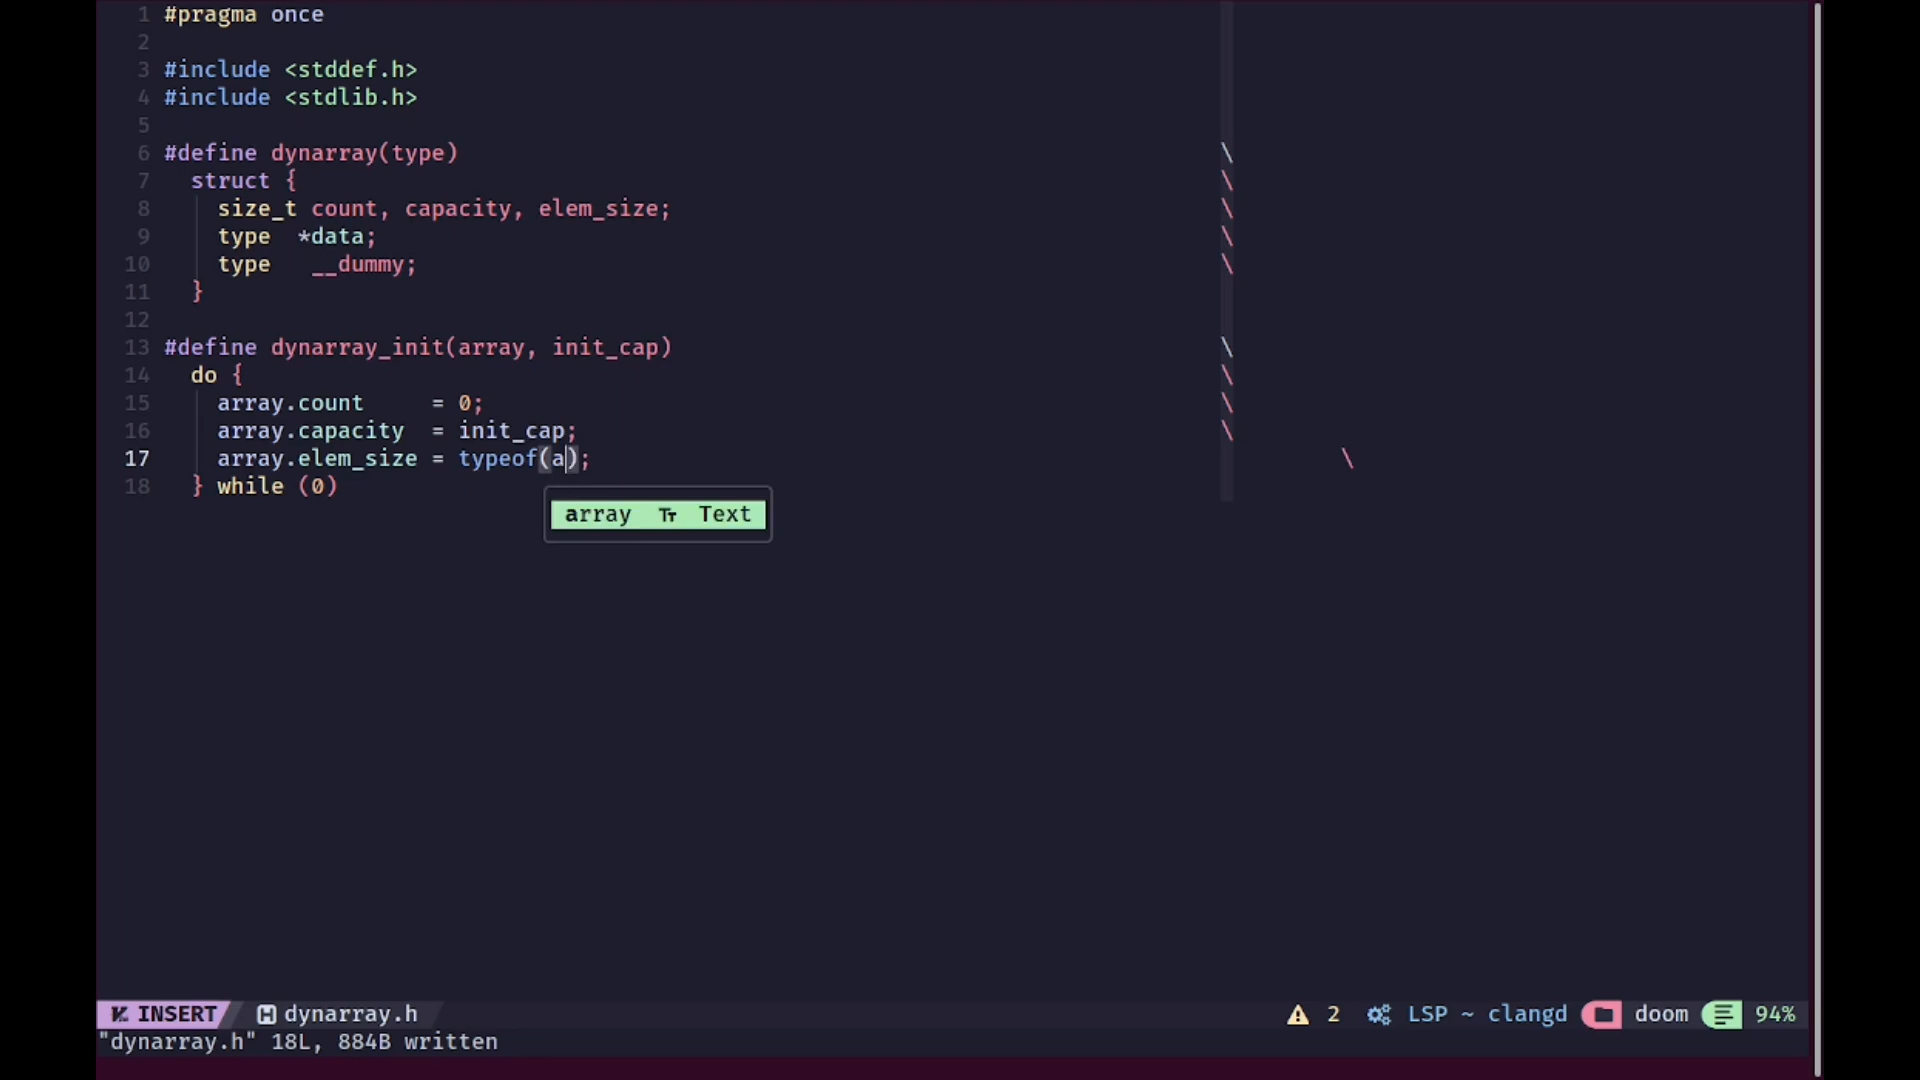 1 #pragma once
2
3 #include <stddef.h>
4 #include <stdlib.h>
5
6 #define dynarray(type) \
7 struct { \
8 size_t count, capacity, elem_size; \
9 type *data; \
10 type __dummy; \
11 }
12
13 #define dynarray_init(array, init_cap) \
14 do { \
15 array.count = 0; \
16 array.capacity = init_cap; \
17 array.elem_size = typeof(a); \
18 } while (0)
array Text
INSERT dynarray.h 2 LSP ~ clangd doom 94%
"dynarray.h" 18L, 884B written